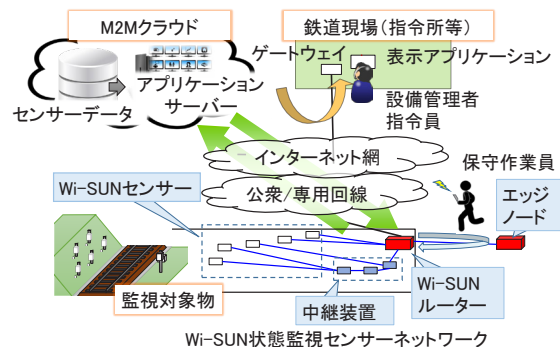 M2Mクラウド
鉄道現場（指令所等）
ゲートウェイ
表示アプリケーション
センサーデータ
アプリケーション
サーバー
設備管理者
指令員
インターネット網
公衆/専用回線
保守作業員
Wi-SUNセンサー
エッジ
ノード
監視対象物
中継装置
Wi-SUN
ルーター
Wi-SUN状態監視センサーネットワーク